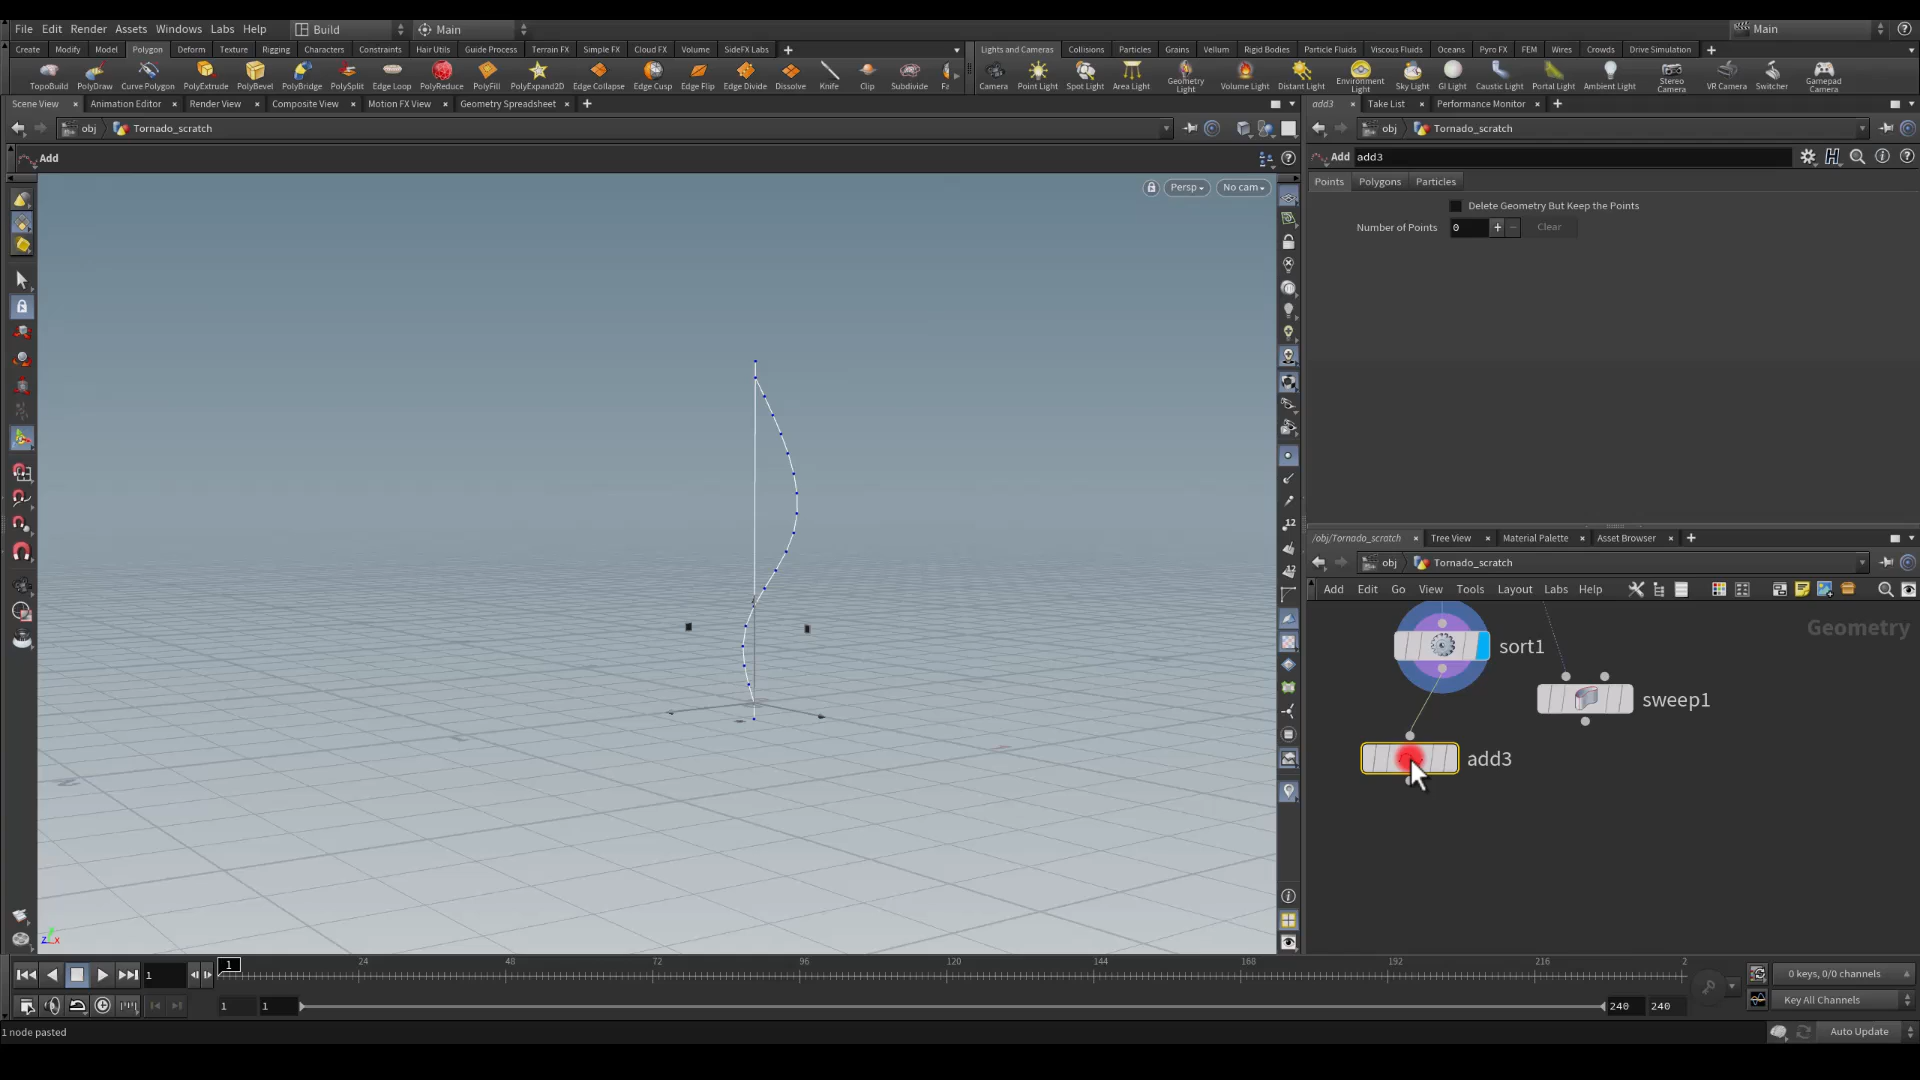 File Edit Render Assets Windows Labs Help Build Main Main
Create Modify Model Polygon Deform Texture Rigging Characters Constraints Hair Utils Guide Process Terrain FX Simple FX Cloud FX Volume SideFX Labs Lights and Cameras Collisions Particles Grains Vellum Rigid Bodies Particle Fluids Viscous Fluids Oceans Pyro FX FEM Wires Crowds Drive Simulation
TopoBuild PolyDraw Curve Polygon PolyExtrude PolyBevel PolyBridge PolySplit Edge Loop PolyReduce PolyFill PolyExpand2D Edge Collapse Edge Cusp Edge Flip Edge Divide Dissolve Knife Clip Subdivide Fa Camera Point Light Spot Light Area Light Geometry Light Volume Light Distant Light Environment Light Sky Light GI Light Caustic Light Portal Light Ambient Light Stereo Camera VR Camera Switcher Gamepad Camera
Scene View Animation Editor Render View Composite View Motion FX View Geometry Spreadsheet add3 Take List Performance Monitor
obj Tornado_scratch obj Tornado_scratch
Add Add add3
Persp No cam Points Polygons Particles
Delete Geometry But Keep the Points
Number of Points 0 Clear
/obj/Tornado_scratch Tree View Material Palette Asset Browser
obj Tornado_scratch
Add Edit Go View Tools Layout Labs Help
Geometry
sort1
sweep1
add3
12
12
z x
1 1 24 48 72 96 120 144 168 192 216 2 0 keys, 0/0 channels
1 1 240 240 Key All Channels
1 node pasted Auto Update